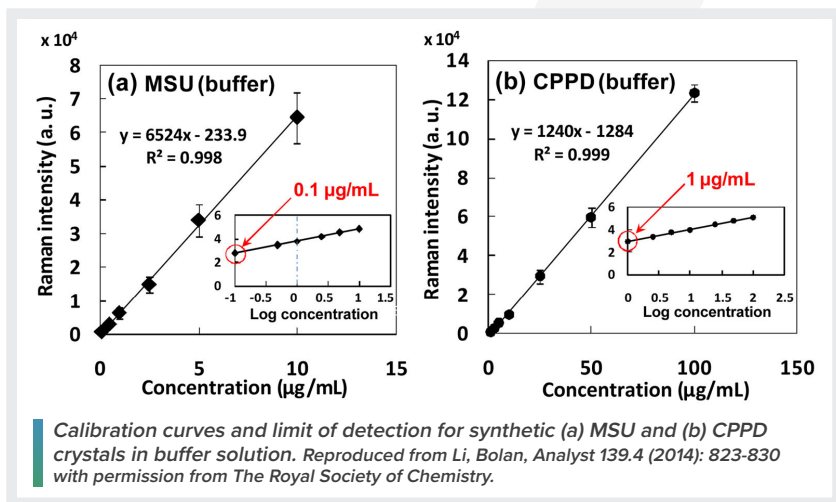 x 10⁴
(a) MSU (buffer)
8
7
6
5
4
3
2
1
0
Raman intensity (a. u.)
y = 6524x - 233.9
R² = 0.998
0.1 µg/mL
6
4
2
0
-1 -0.5 0 0.5 1 1.5
Log concentration
0 5 10 15
Concentration (µg/mL)
x 10⁴
(b) CPPD (buffer)
14
12
10
8
6
4
2
0
Raman intensity (a. u.)
y = 1240x - 1284
R² = 0.999
1 µg/mL
6
4
2
0
0 0.5 1 1.5 2 2.5
Log concentration
0 50 100 150
Concentration (µg/mL)
Calibration curves and limit of detection for synthetic (a) MSU and (b) CPPD
crystals in buffer solution. Reproduced from Li, Bolan, Analyst 139.4 (2014): 823-830
with permission from The Royal Society of Chemistry.